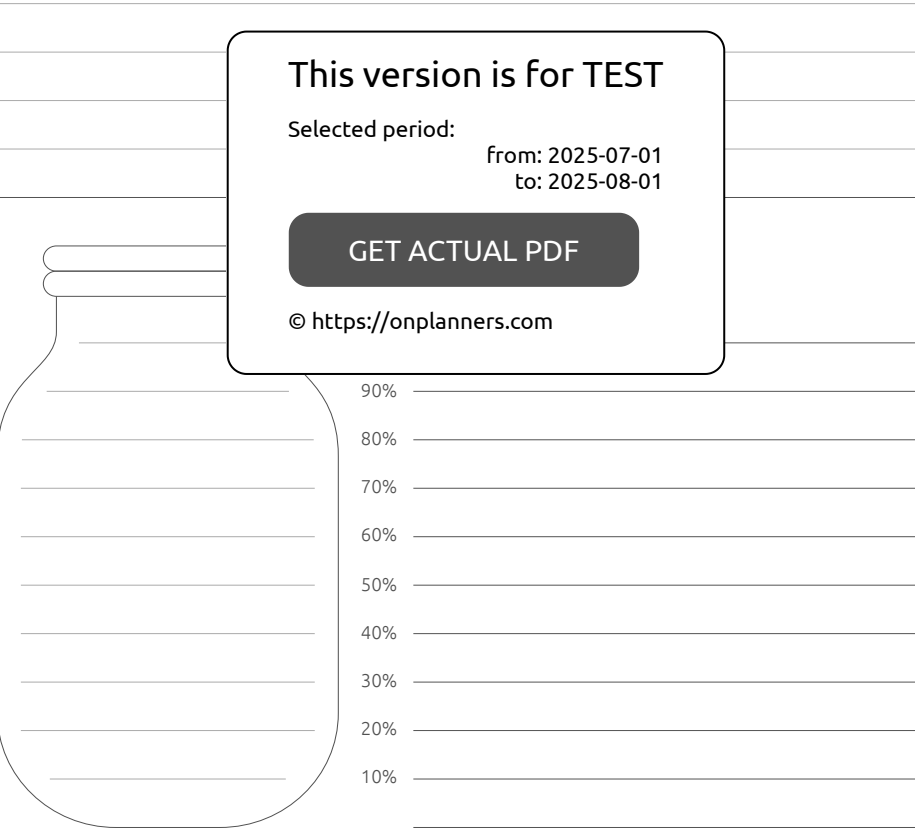 This version is for TEST
Selected period:
from: 2025-07-01
to: 2025-08-01
GET ACTUAL PDF
© https://onplanners.com
90%
80%
70%
60%
50%
40%
30%
20%
10%